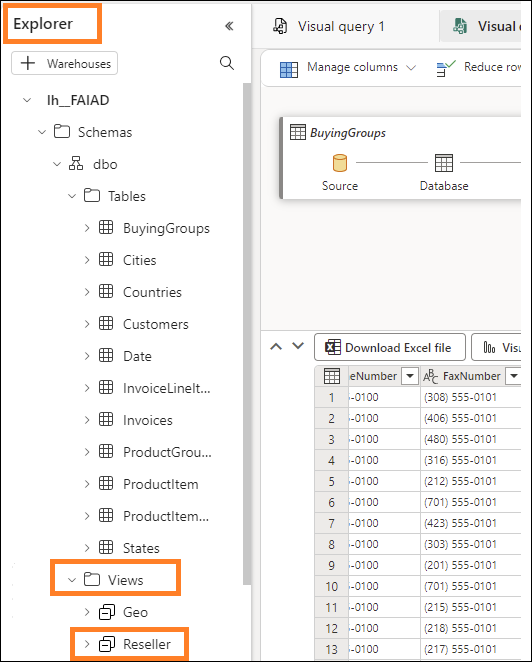 Explorer
«
+ Warehouses
lh__FAIAD
Schemas
dbo
Tables
BuyingGroups
Cities
Countries
Customers
Date
InvoiceLineIt...
Invoices
ProductGrou...
ProductItem
ProductItem...
States
Views
Geo
Reseller
Visual query 1
Visual
Manage columns
Reduce row
BuyingGroups
Source
Database
Download Excel file
Visu
eNumber
ABC FaxNumber
1 -0100 (308) 555-0101
2 -0100 (406) 555-0101
3 -0100 (480) 555-0101
4 -0100 (316) 555-0101
5 -0100 (212) 555-0101
6 -0100 (701) 555-0101
7 -0100 (423) 555-0101
8 -0100 (303) 555-0101
9 -0100 (201) 555-0101
10 -0100 (701) 555-0101
11 -0100 (215) 555-0101
12 -0100 (218) 555-0101
13 -0100 (217) 555-0101